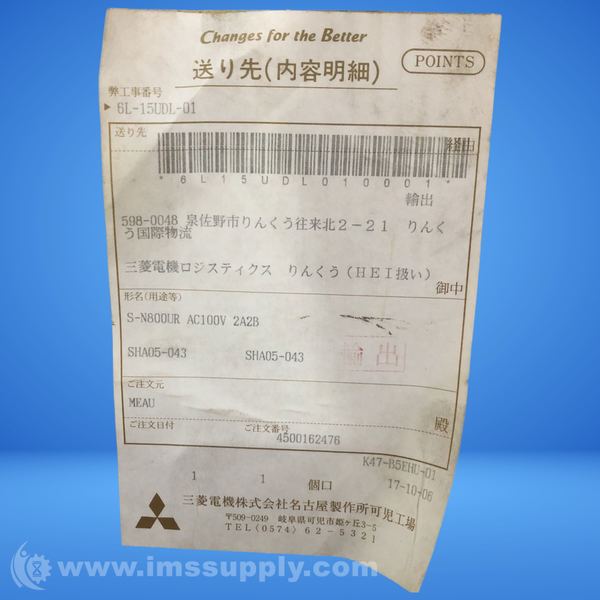 Changes for the Better
送り先(内容明細)
POINTS
弊工事番号
▶ 6L-15UDL-01
送り先
経由
*6L15UDL010001*
輸出
598-0048 泉佐野市りんくう往来北2-21 りんく
う国際物流
三菱電機ロジスティクス りんくう(HEI扱い)
御中
形名(用途等)
S-N800UR AC100V 2A2B
SHA05-043 SHA05-043
ご注文元
MEAU
殿
ご注文日付 ご注文番号
4500162476
K47-B5EHU-01
1 1 個口 17-10-06
三菱電機株式会社名古屋製作所可児工場
〒509-0249 岐阜県可児市姫ケ丘3-5
TEL(0574)62-5321
www.imssupply.com